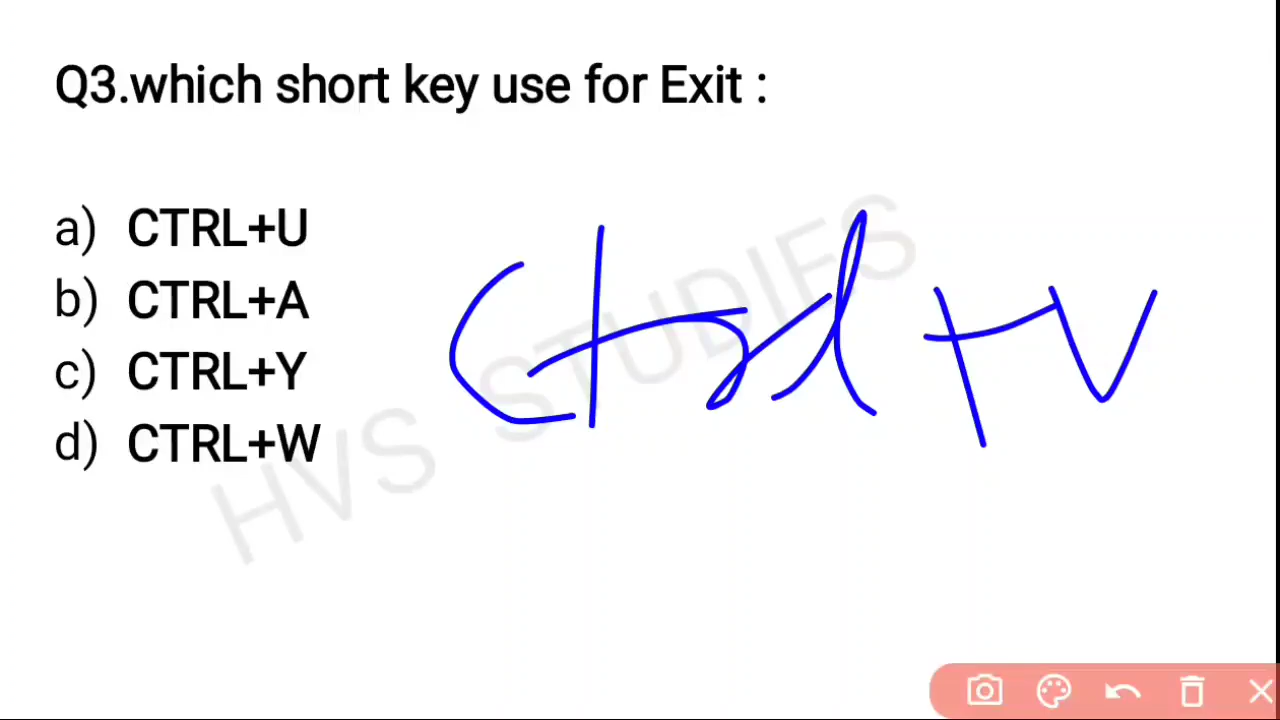 Q3.which short key use for Exit :
a) CTRL+U
b) CTRL+A
c) CTRL+Y
d) CTRL+W
Ctrl + V
HVS STUDIES